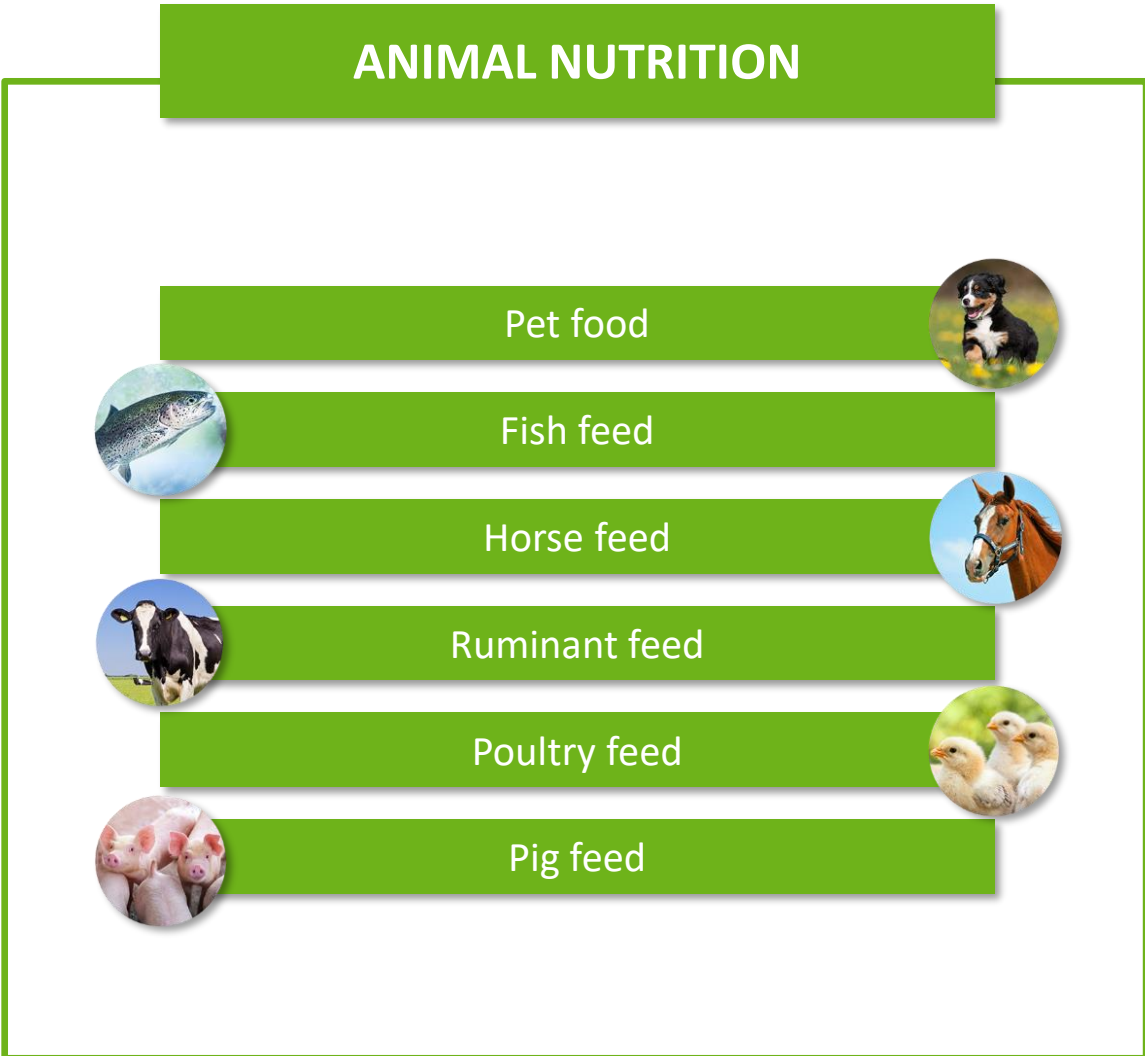 ANIMAL NUTRITION
Pet food
Fish feed
Horse feed
Ruminant feed
Poultry feed
Pig feed